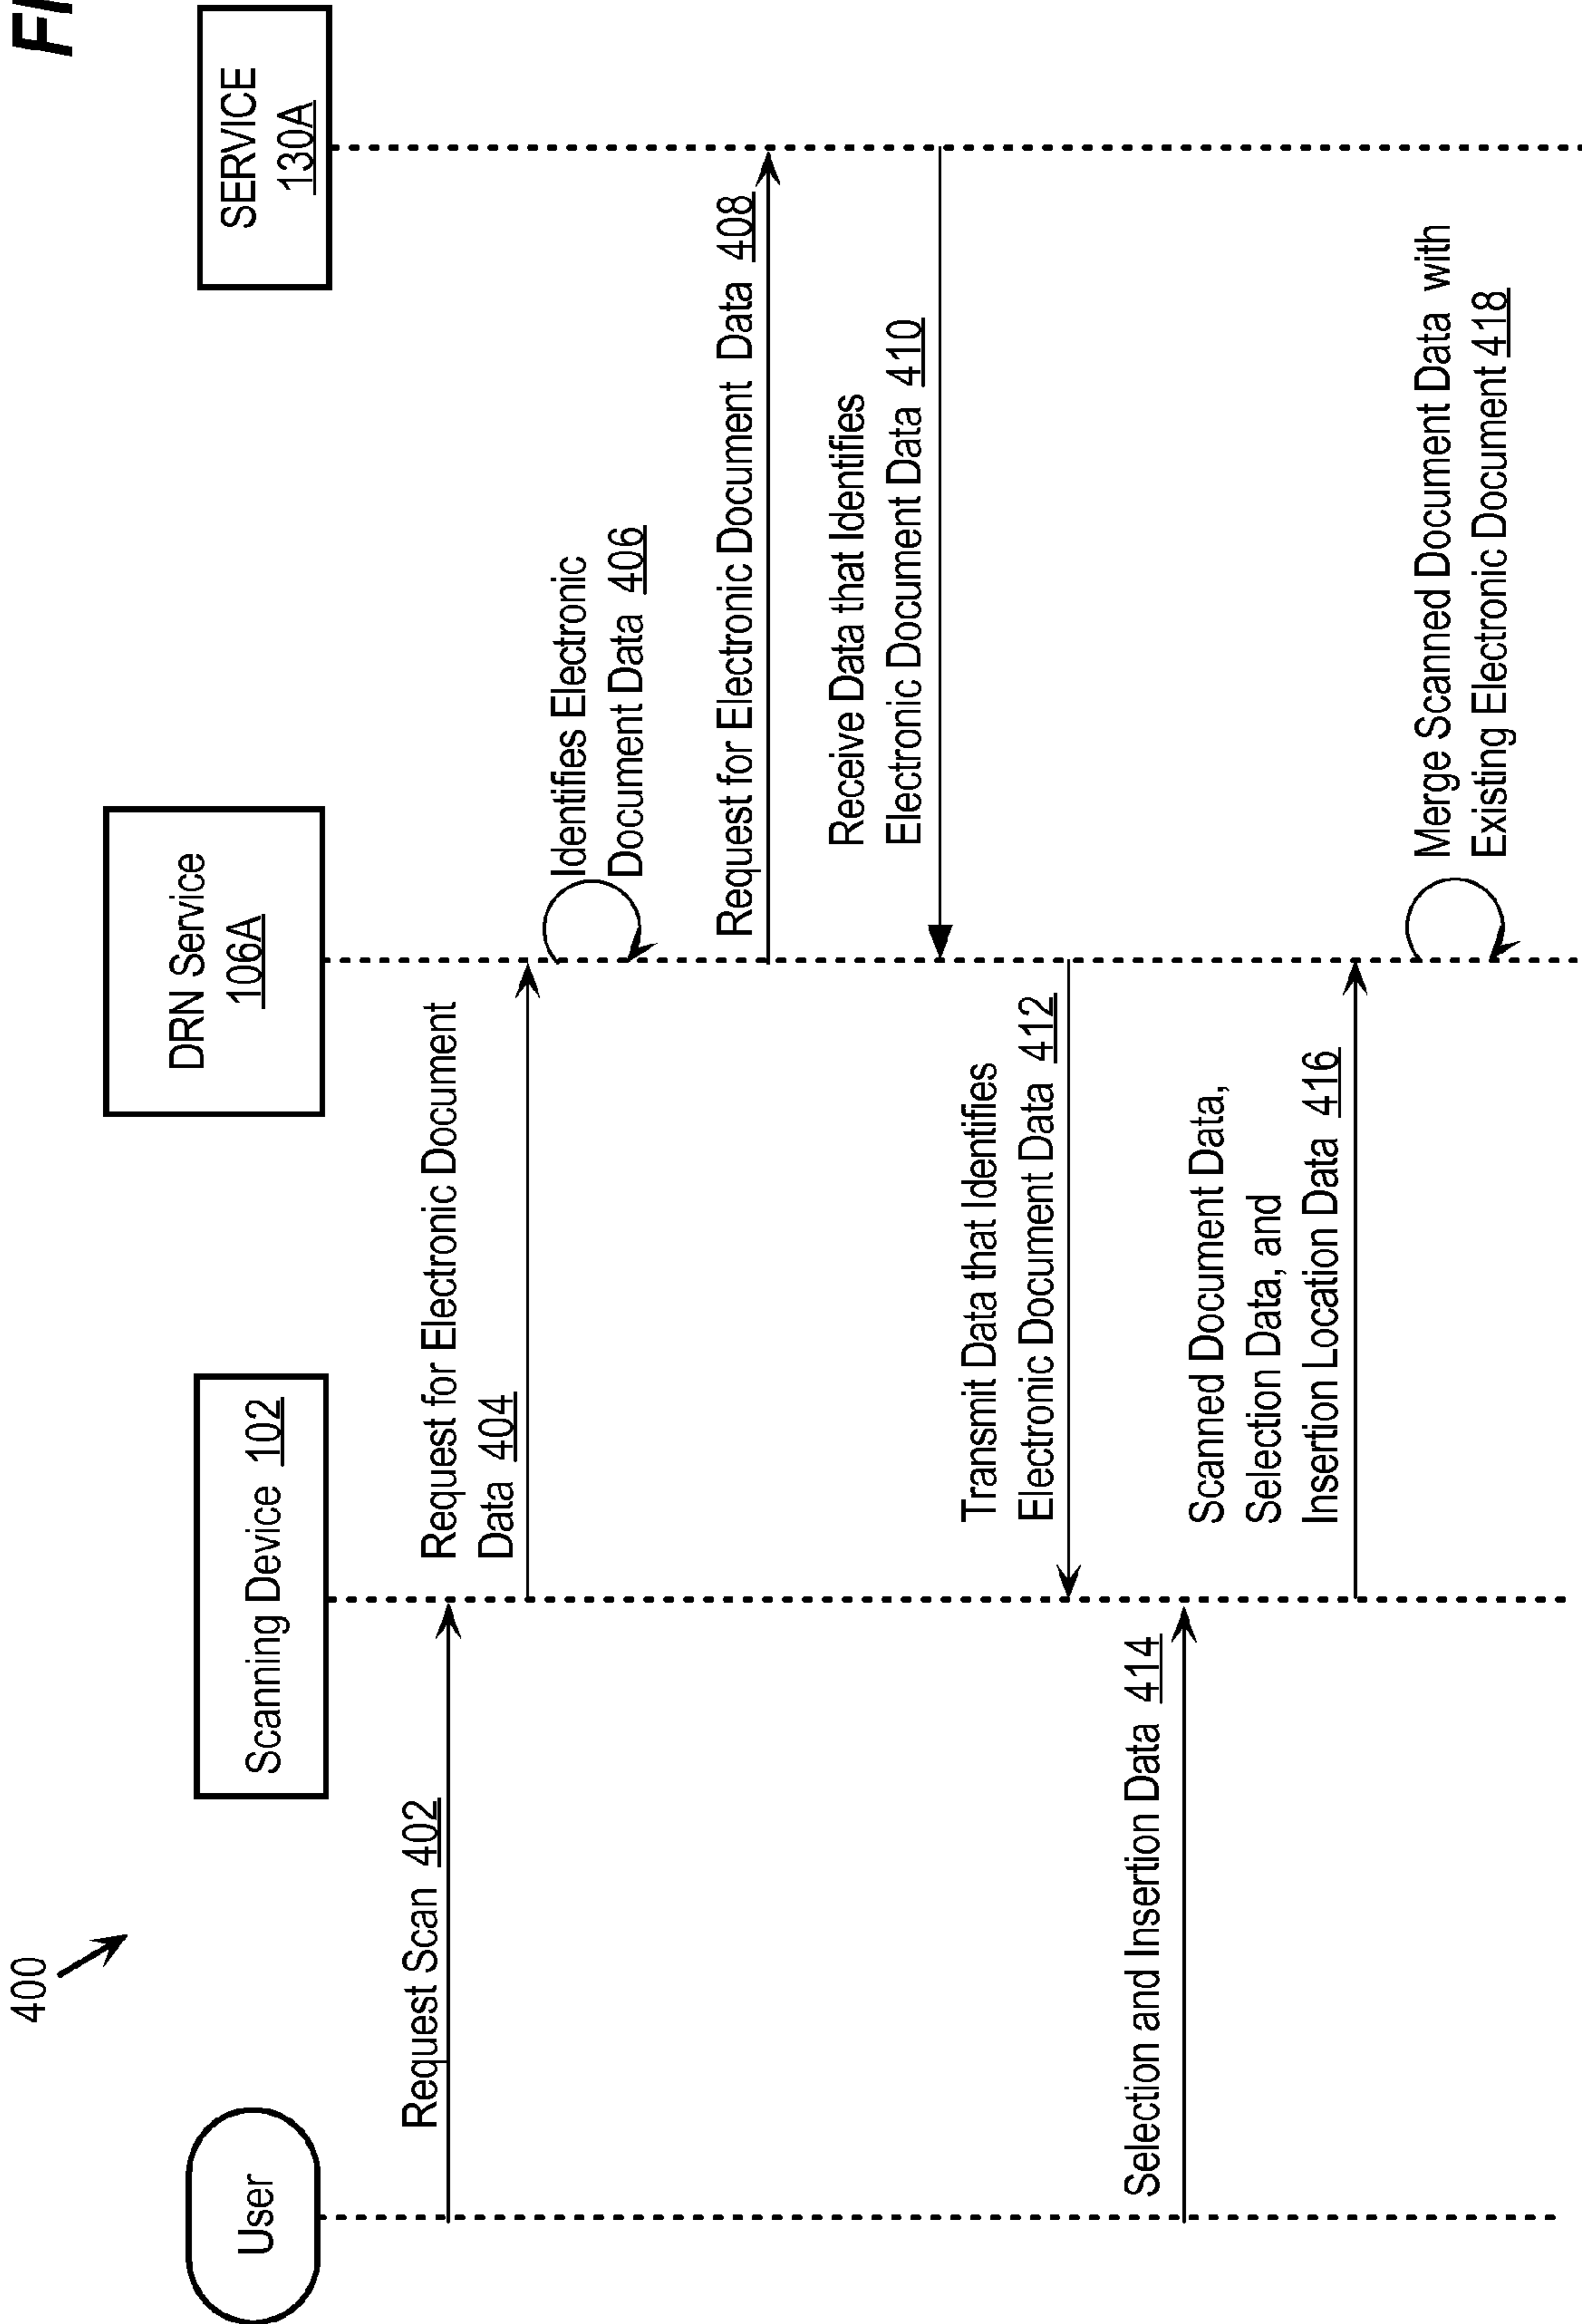 FI
400
User
Scanning Device 102
DRN Service
106A
SERVICE
130A
Request Scan 402
Request for Electronic Document
Data 404
Identifies Electronic
Document Data 406
Request for Electronic Document Data 408
Receive Data that Identifies
Electronic Document Data 410
Transmit Data that Identifies
Electronic Document Data 412
Selection and Insertion Data 414
Scanned Document Data,
Selection Data, and
Insertion Location Data 416
Merge Scanned Document Data with
Existing Electronic Document 418